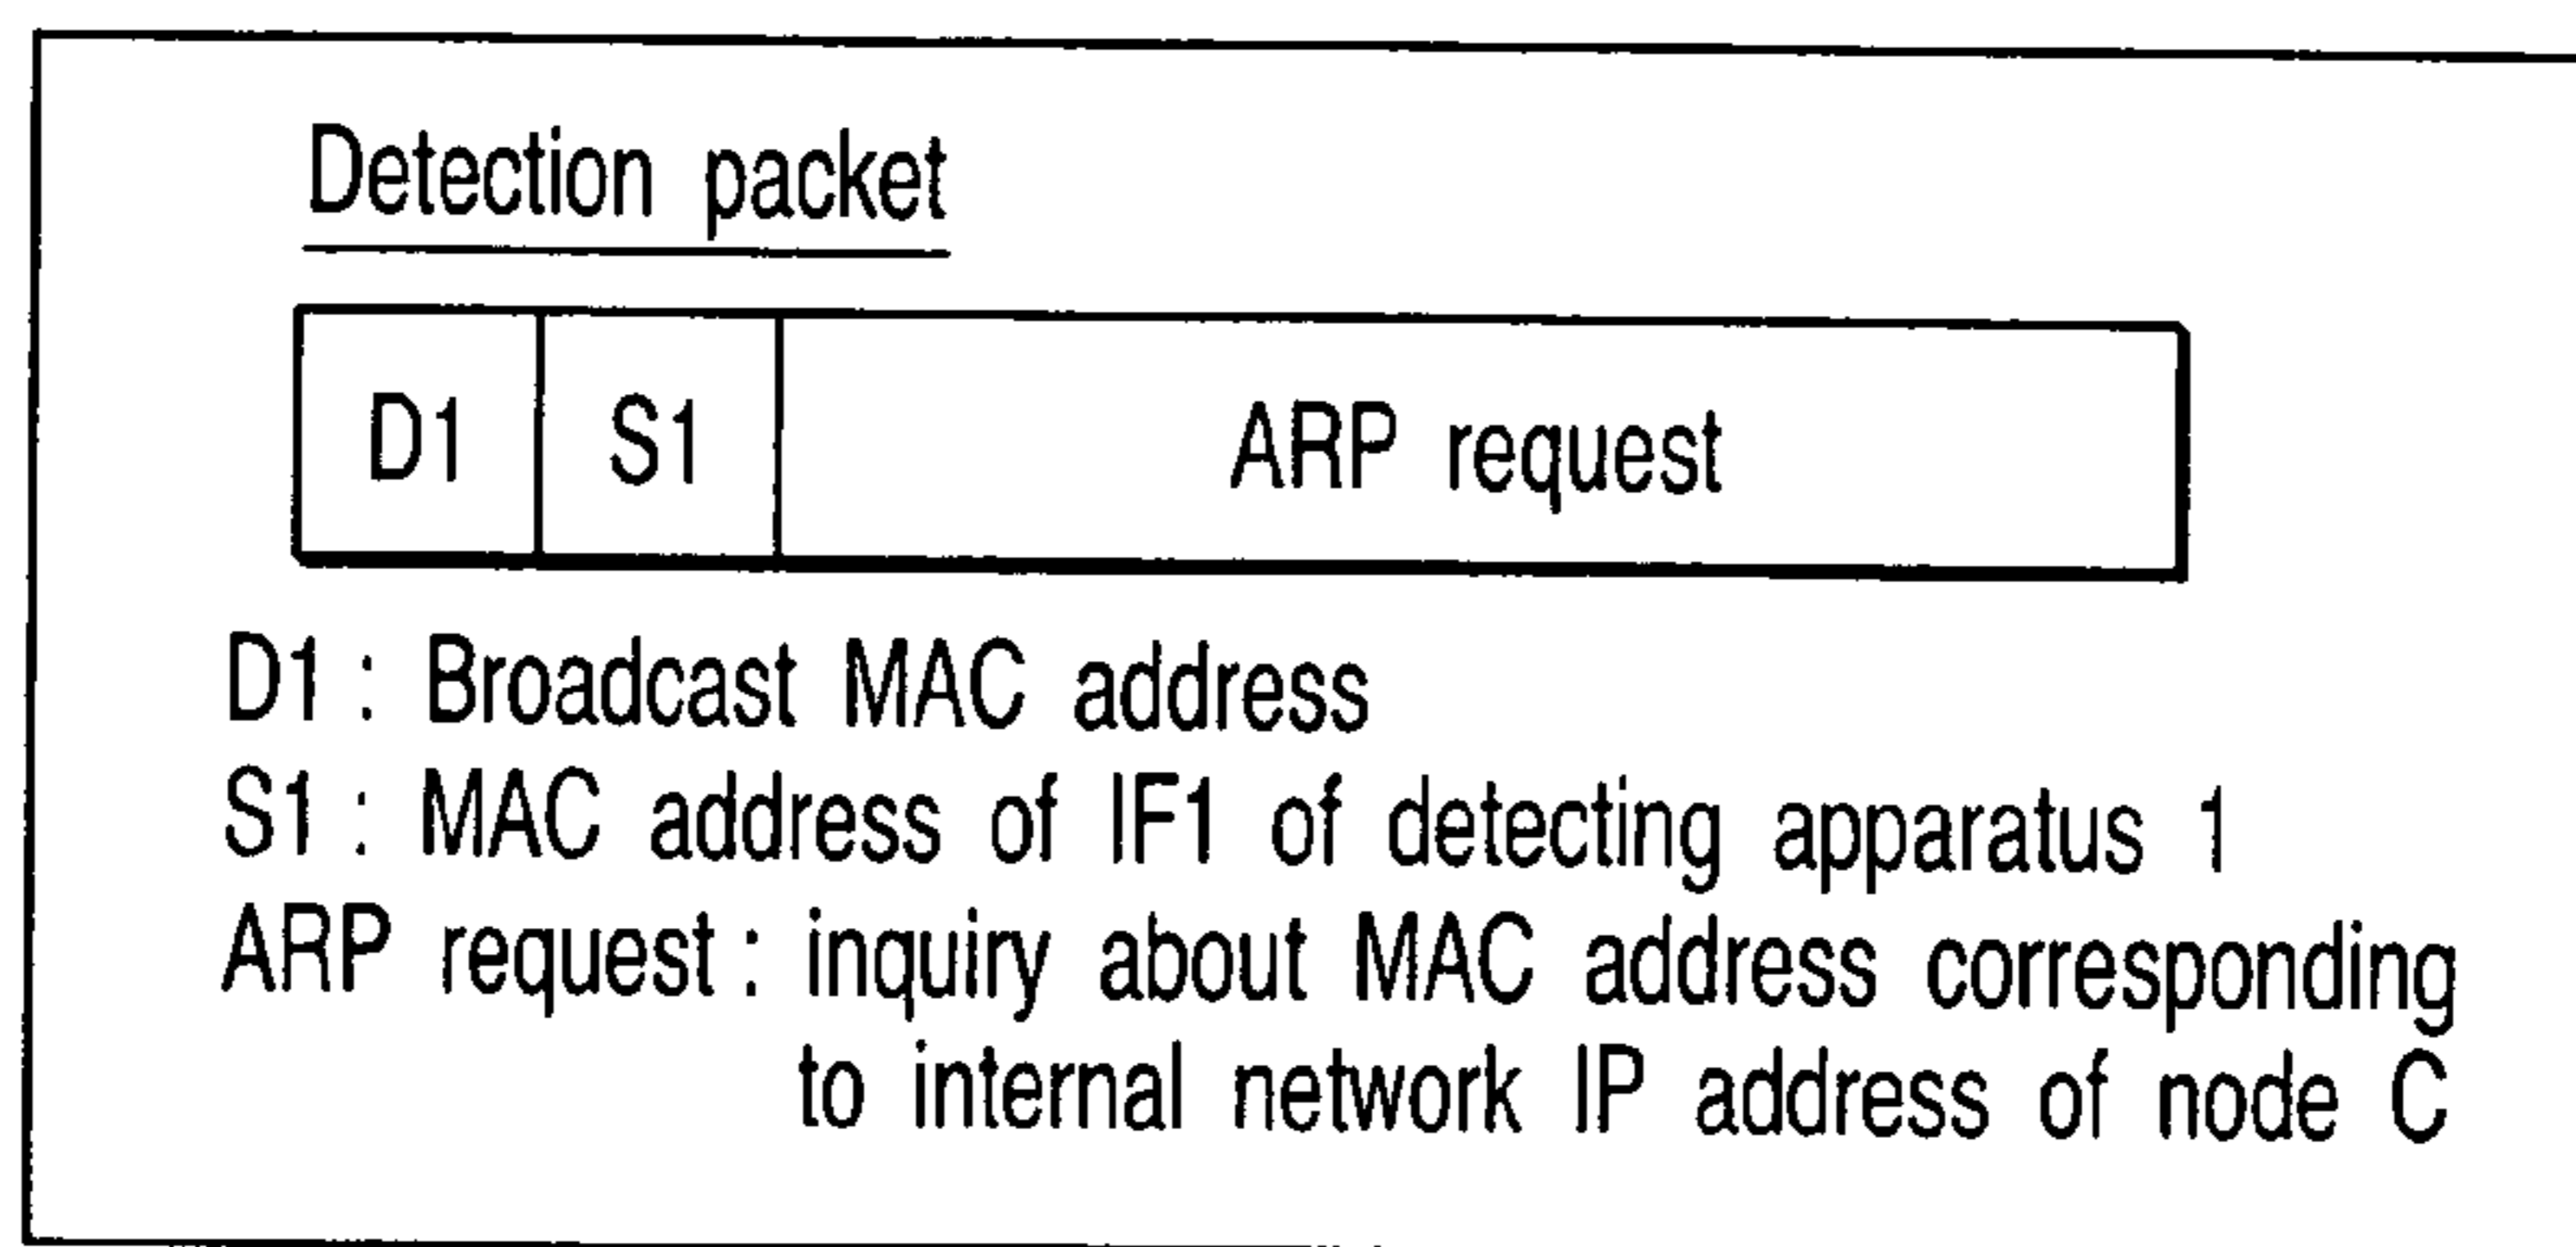 Detection packet
D1 S1 ARP request
D1 : Broadcast MAC address
S1 : MAC address of IF1 of detecting apparatus 1
ARP request : inquiry about MAC address corresponding
to internal network IP address of node C